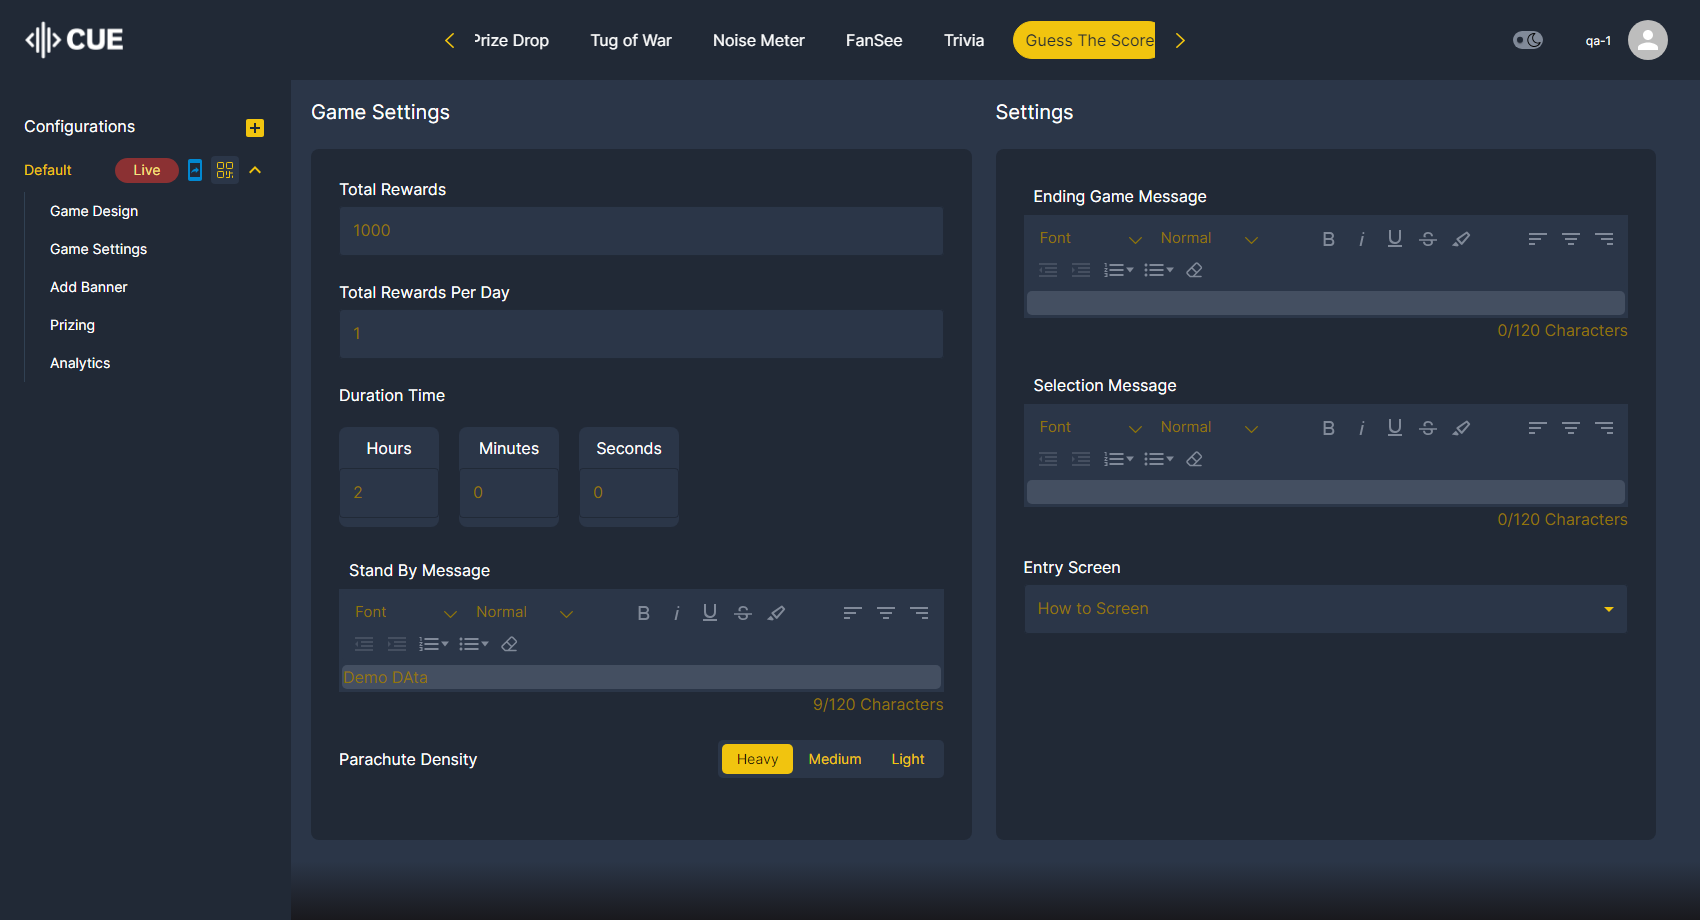 CUE
Prize Drop
Tug of War
Noise Meter
FanSee
Trivia
Guess The Score
qa-1
Configurations
Default
Live
Game Design
Game Settings
Add Banner
Prizing
Analytics
Game Settings
Total Rewards
1000
Total Rewards Per Day
1
Duration Time
Hours
Minutes
Seconds
2
0
0
Stand By Message
Font
Normal
B
i
U
S
Demo DAta
9/120 Characters
Parachute Density
Heavy
Medium
Light
Settings
Ending Game Message
Font
Normal
B
i
U
S
0/120 Characters
Selection Message
Font
Normal
B
i
U
S
0/120 Characters
Entry Screen
How to Screen